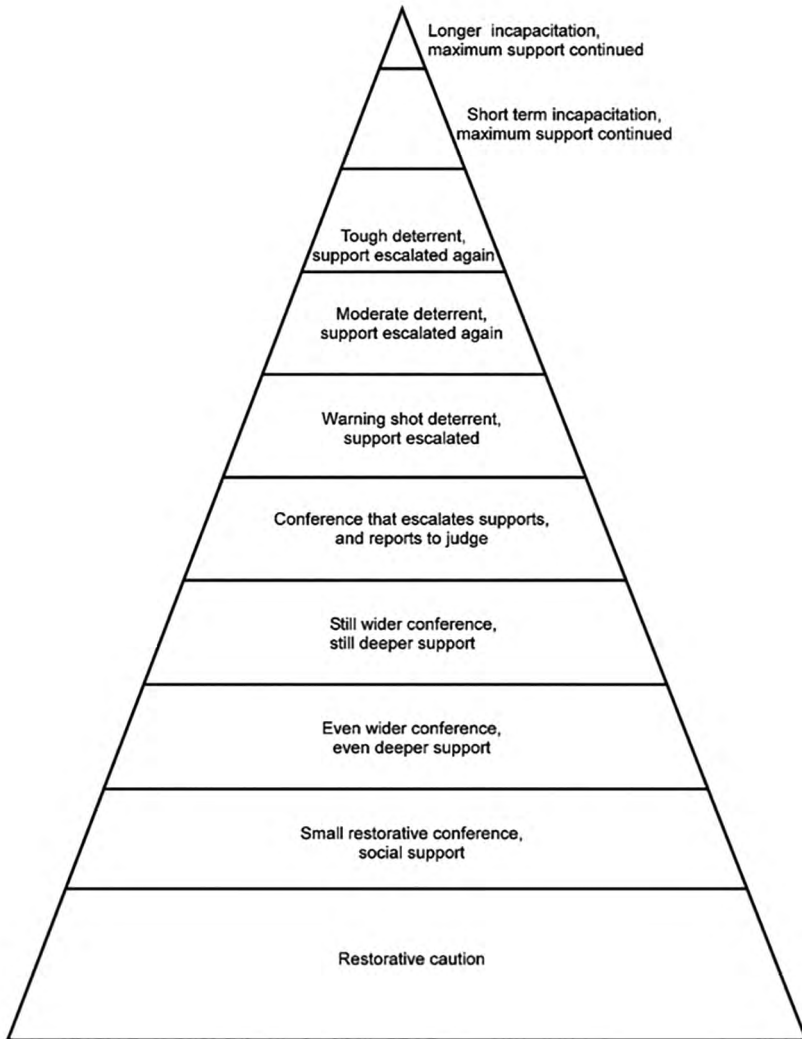 Longer incapacitation,
maximum support continued
Short term incapacitation,
maximum support continued
Tough deterrent,
support escalated again
Moderate deterrent,
support escalated again
Warning shot deterrent,
support escalated
Conference that escalates supports,
and reports to judge
Still wider conference,
still deeper support
Even wider conference,
even deeper support
Small restorative conference,
social support
Restorative caution